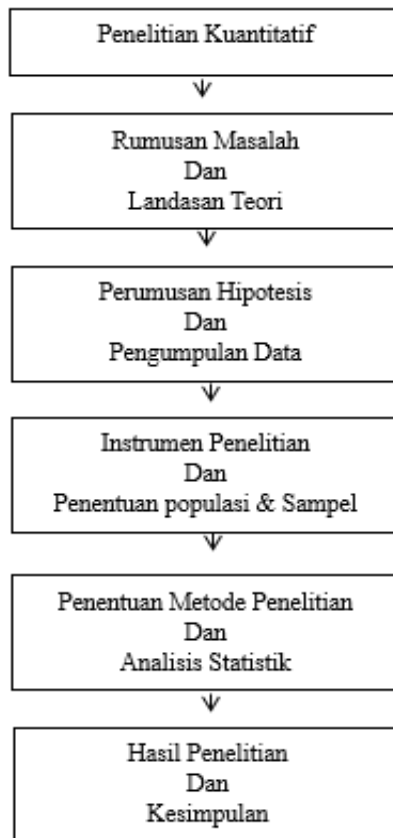 Penelitian Kuantitatif
Rumusan Masalah
Dan
Landasan Teori
Perumusan Hipotesis
Dan
Pengumpulan Data
Instrumen Penelitian
Dan
Penentuan populasi & Sampel
Penentuan Metode Penelitian
Dan
Analisis Statistik
Hasil Penelitian
Dan
Kesimpulan